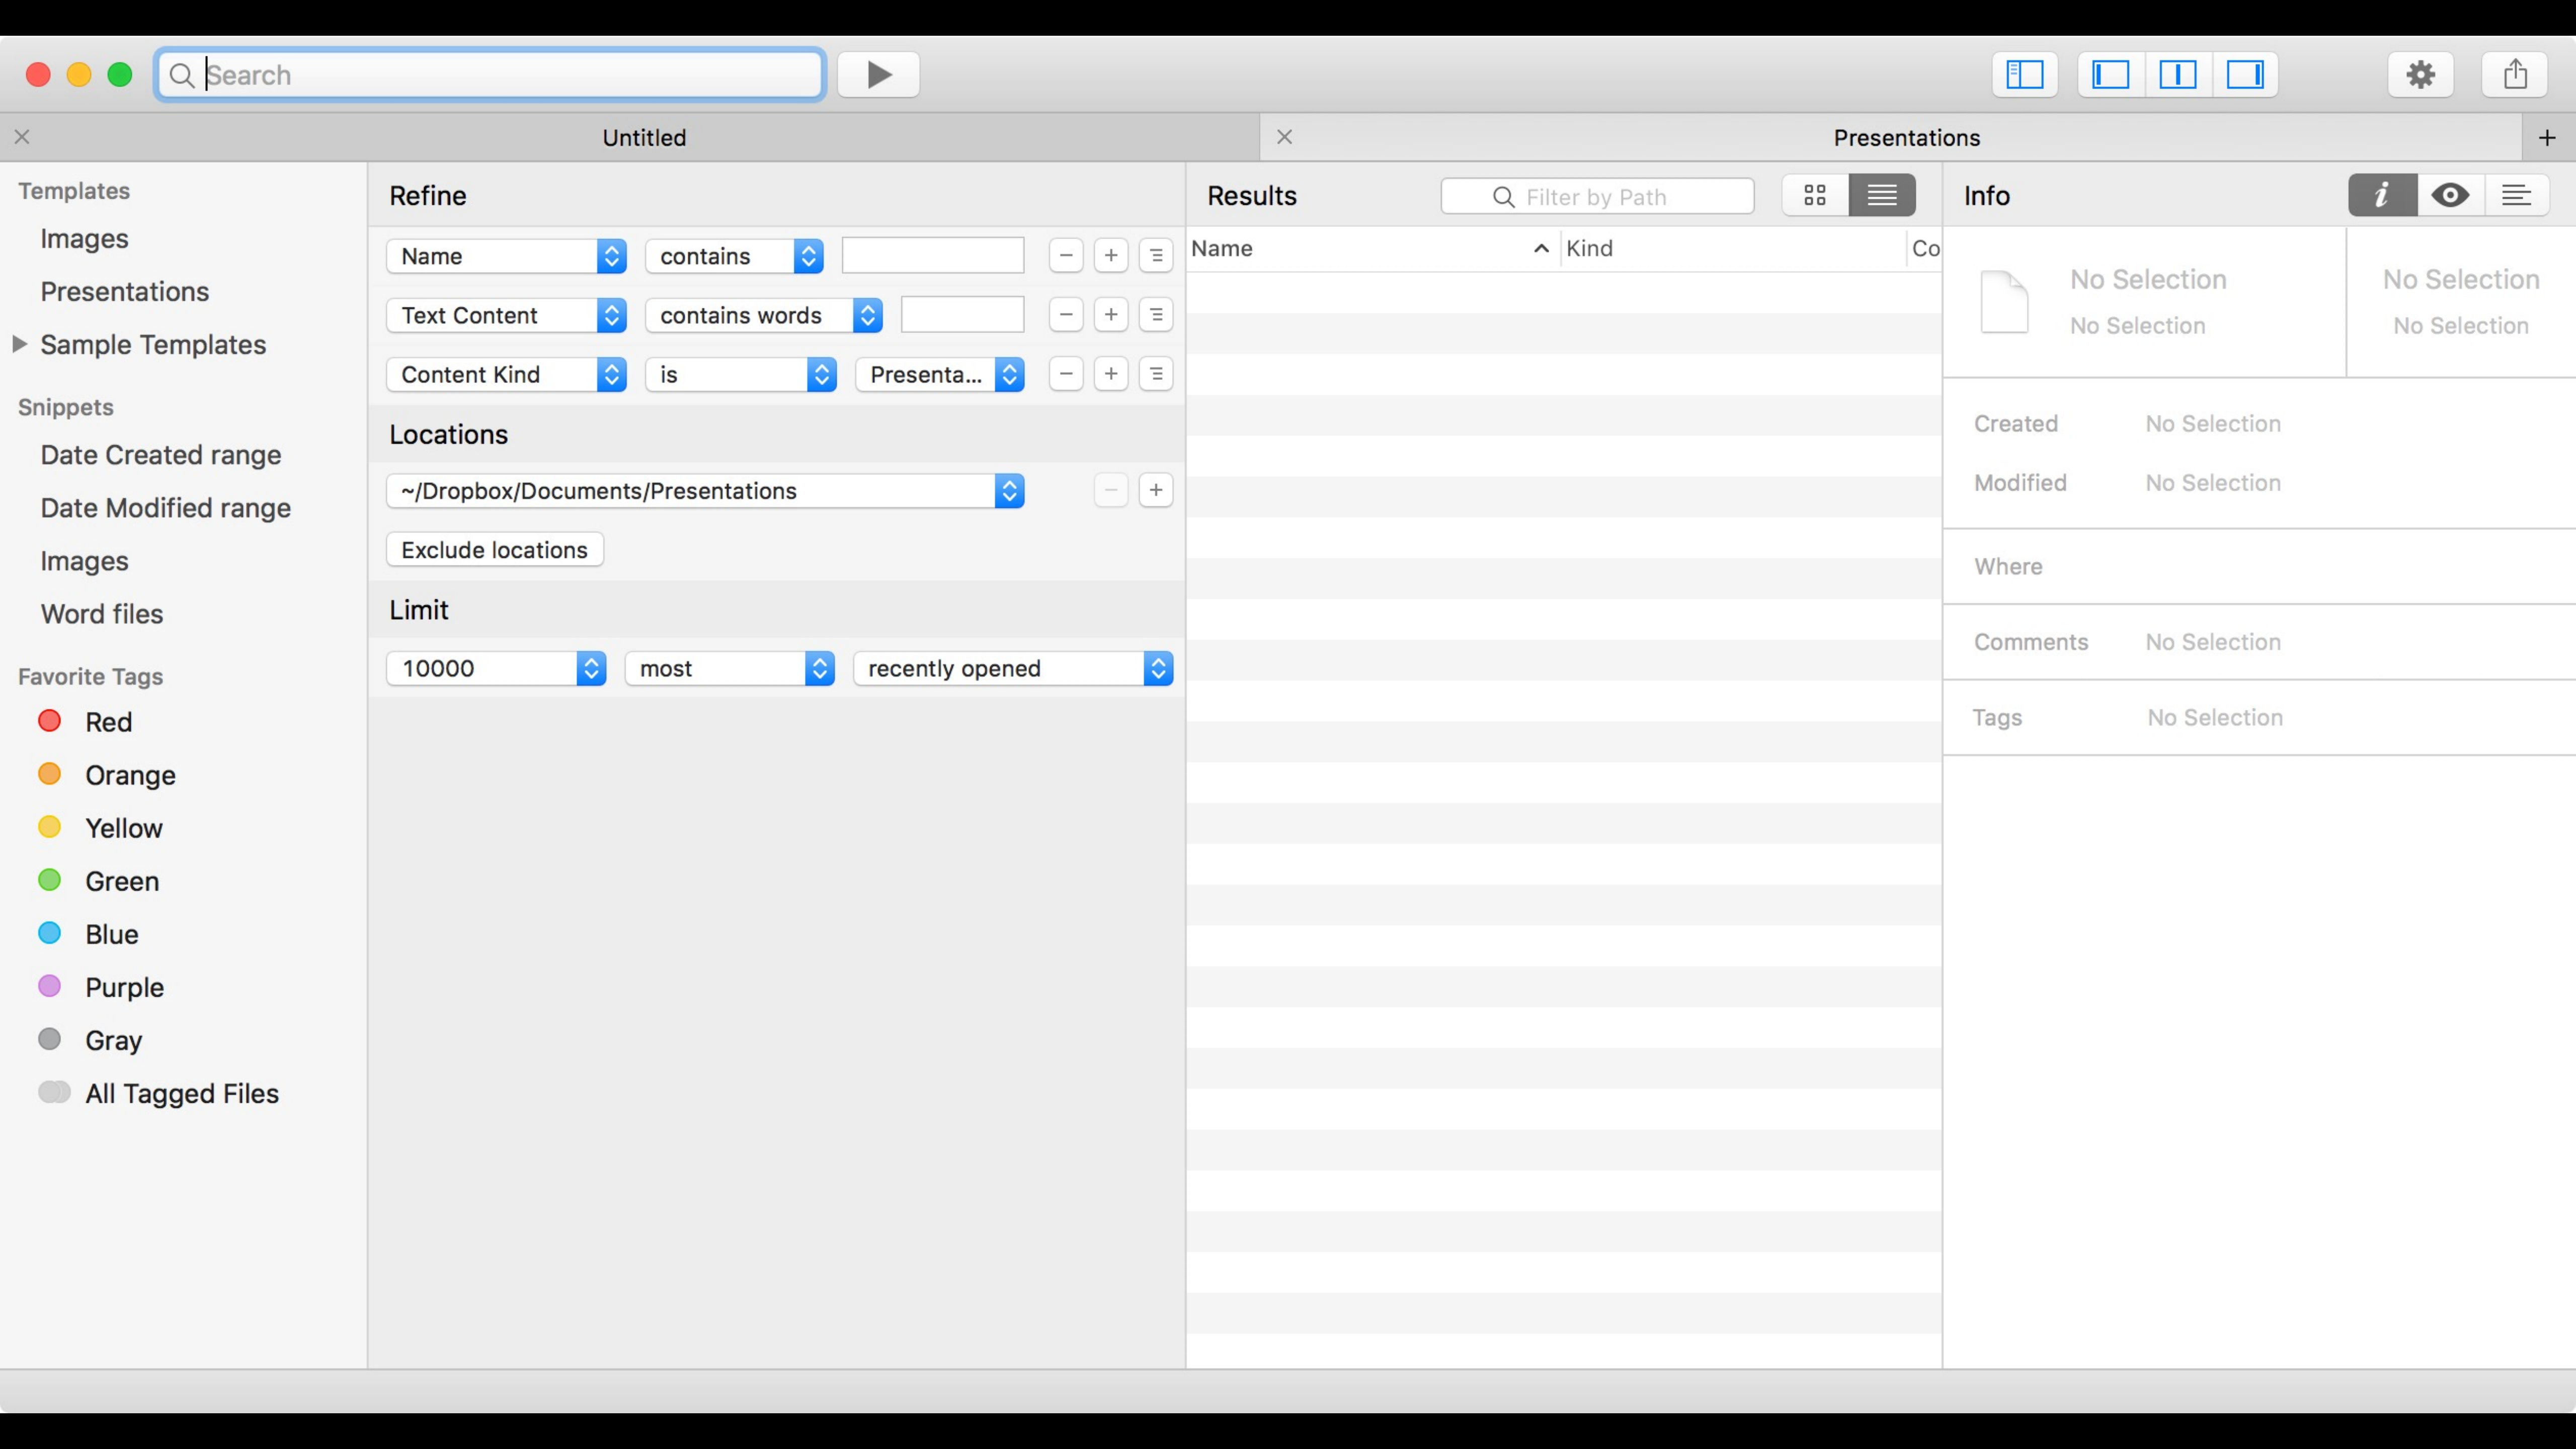 Search
Untitled
Presentations
Templates
Images
Presentations
Sample Templates
Snippets
Date Created range
Date Modified range
Images
Word files
Favorite Tags
Red
Orange
Yellow
Green
Blue
Purple
Gray
All Tagged Files
Refine
Name contains
Text Content contains words
Content Kind is Presenta...
Locations
~/Dropbox/Documents/Presentations
Exclude locations
Limit
10000 most recently opened
Results Filter by Path
Name Kind Co
Info
No Selection No Selection
No Selection No Selection
Created No Selection
Modified No Selection
Where
Comments No Selection
Tags No Selection